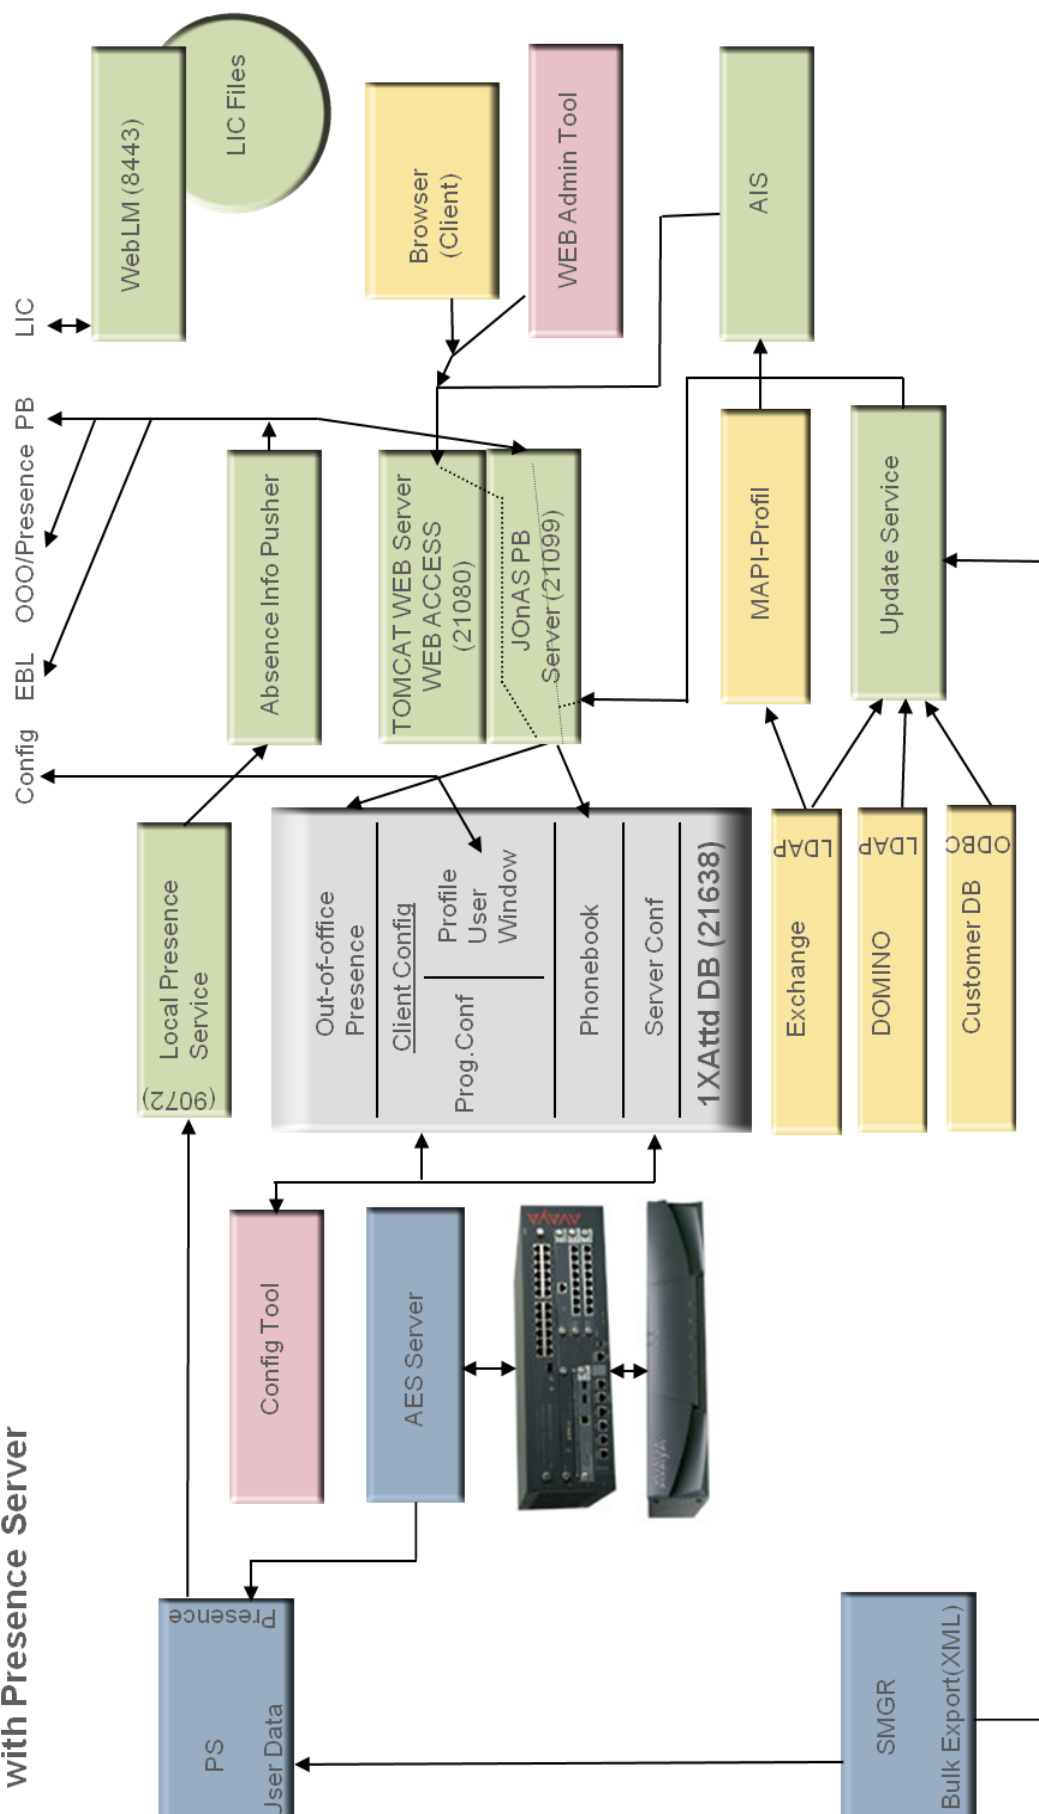 with Presence Server
Config
EBL
OOO/Presence
PB
LIC
WebLM (8443)
LIC Files
Local Presence
Service
(9072)
Absence Info Pusher
Browser
(Client)
WEB Admin Tool
AIS
TOMCAT WEB Server
WEB ACCESS
(21080)
JOnAS PB
Server (21099)
MAPI-Profil
Update Service
Out-of-office
Presence
Client Config
Prog.Conf
Profile
User
Window
Phonebook
Server Conf
1XAttd DB (21638)
Exchange
LDAP
DOMINO
LDAP
Customer DB
ODBC
Config Tool
AES Server
AVAYA
AVAYA
PS
Presence
User Data
SMGR
Bulk Export(XML)